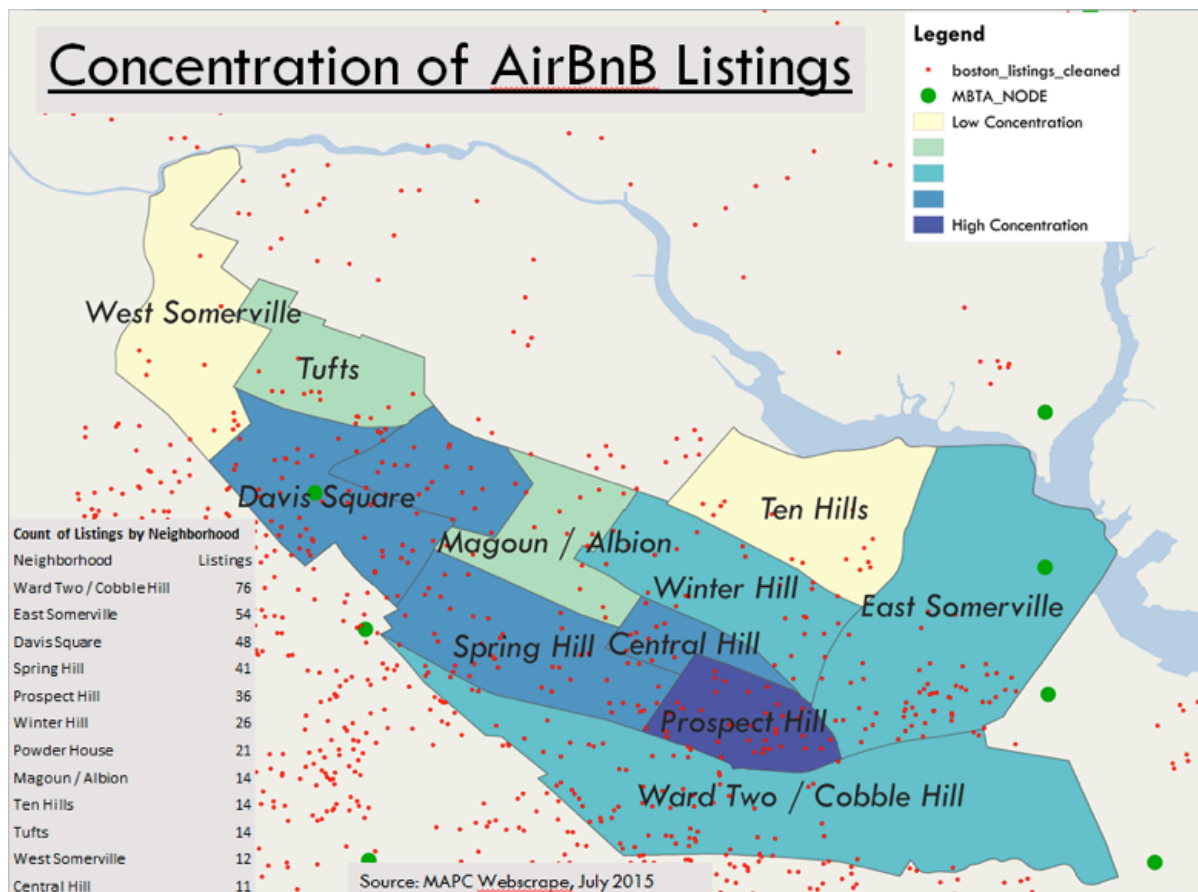 Concentration of AirBnB Listings
Legend
boston_listings_cleaned
MBTA_NODE
Low Concentration
High Concentration
West Somerville
Tufts
Davis Square
Magoun / Albion
Ten Hills
Winter Hill
East Somerville
Spring Hill
Central Hill
Prospect Hill
Ward Two / Cobble Hill
Count of Listings by Neighborhood
Neighborhood Listings
Ward Two / Cobble Hill 76
East Somerville 54
Davis Square 48
Spring Hill 41
Prospect Hill 36
Winter Hill 26
Powder House 21
Magoun / Albion 14
Ten Hills 14
Tufts 14
West Somerville 12
Central Hill 11
Source: MAPC Webscrape, July 2015